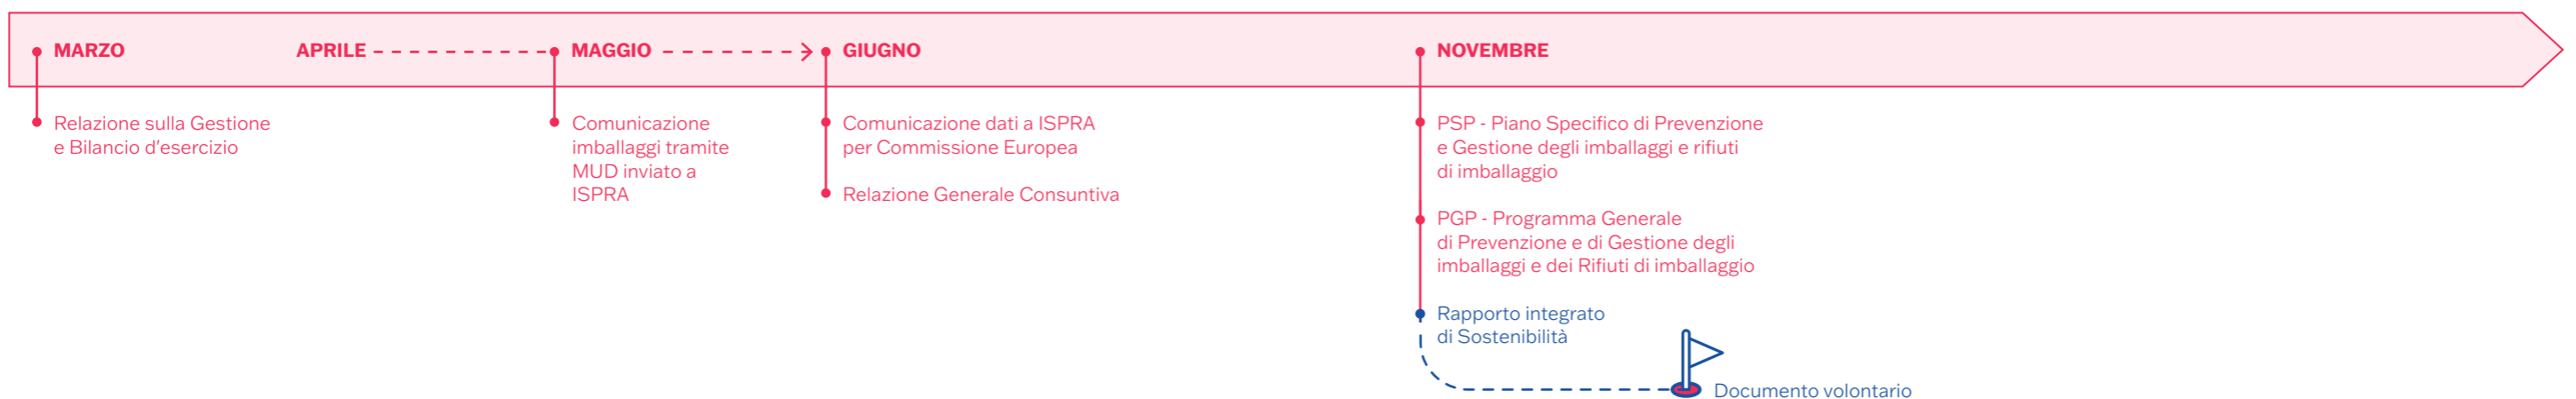 MARZO
APRILE
MAGGIO
GIUGNO
NOVEMBRE
Relazione sulla Gestione
e Bilancio d'esercizio
Comunicazione
imballaggi tramite
MUD inviato a
ISPRA
Comunicazione dati a ISPRA
per Commissione Europea
Relazione Generale Consuntiva
PSP - Piano Specifico di Prevenzione
e Gestione degli imballaggi e rifiuti
di imballaggio
PGP - Programma Generale
di Prevenzione e di Gestione degli
imballaggi e dei Rifiuti di imballaggio
Rapporto integrato
di Sostenibilità
Documento volontario